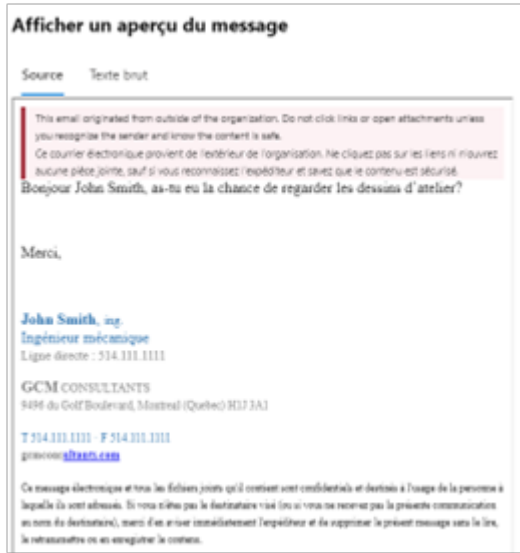 Afficher un aperçu du message
Source Texte brut
This email originated from outside of the organization. Do not click links or open attachments unless
you recognize the sender and know the content is safe.
Ce courrier électronique provient de l'extérieur de l'organisation. Ne cliquez pas sur les liens ni n'ouvrez
aucune pièce jointe, sauf si vous reconnaissez l'expéditeur et savez que le contenu est sécurisé.
Bonjour John Smith, as-tu eu la chance de regarder les dessins d'atelier?
Merci,
John Smith, ing.
Ingénieur mécanique
Ligne directe : 514.111.1111
GCM CONSULTANTS
9496 du Golf Boulevard, Montreal (Quebec) H1J 3A1
T 514.111.1111 - F 514.111.1111
gcmconsultants.com
Ce message électronique et tous les fichiers joints qu'il contient sont confidentiels et destinés à l'usage de la personne à
laquelle ils sont adressés. Si vous n'êtes pas le destinataire visé (ou si vous ne recevez pas la présente communication
au nom du destinataire), merci d'en aviser immédiatement l'expéditeur et de supprimer le présent message sans le lire,
le retransmettre ou en enregistrer le contenu.